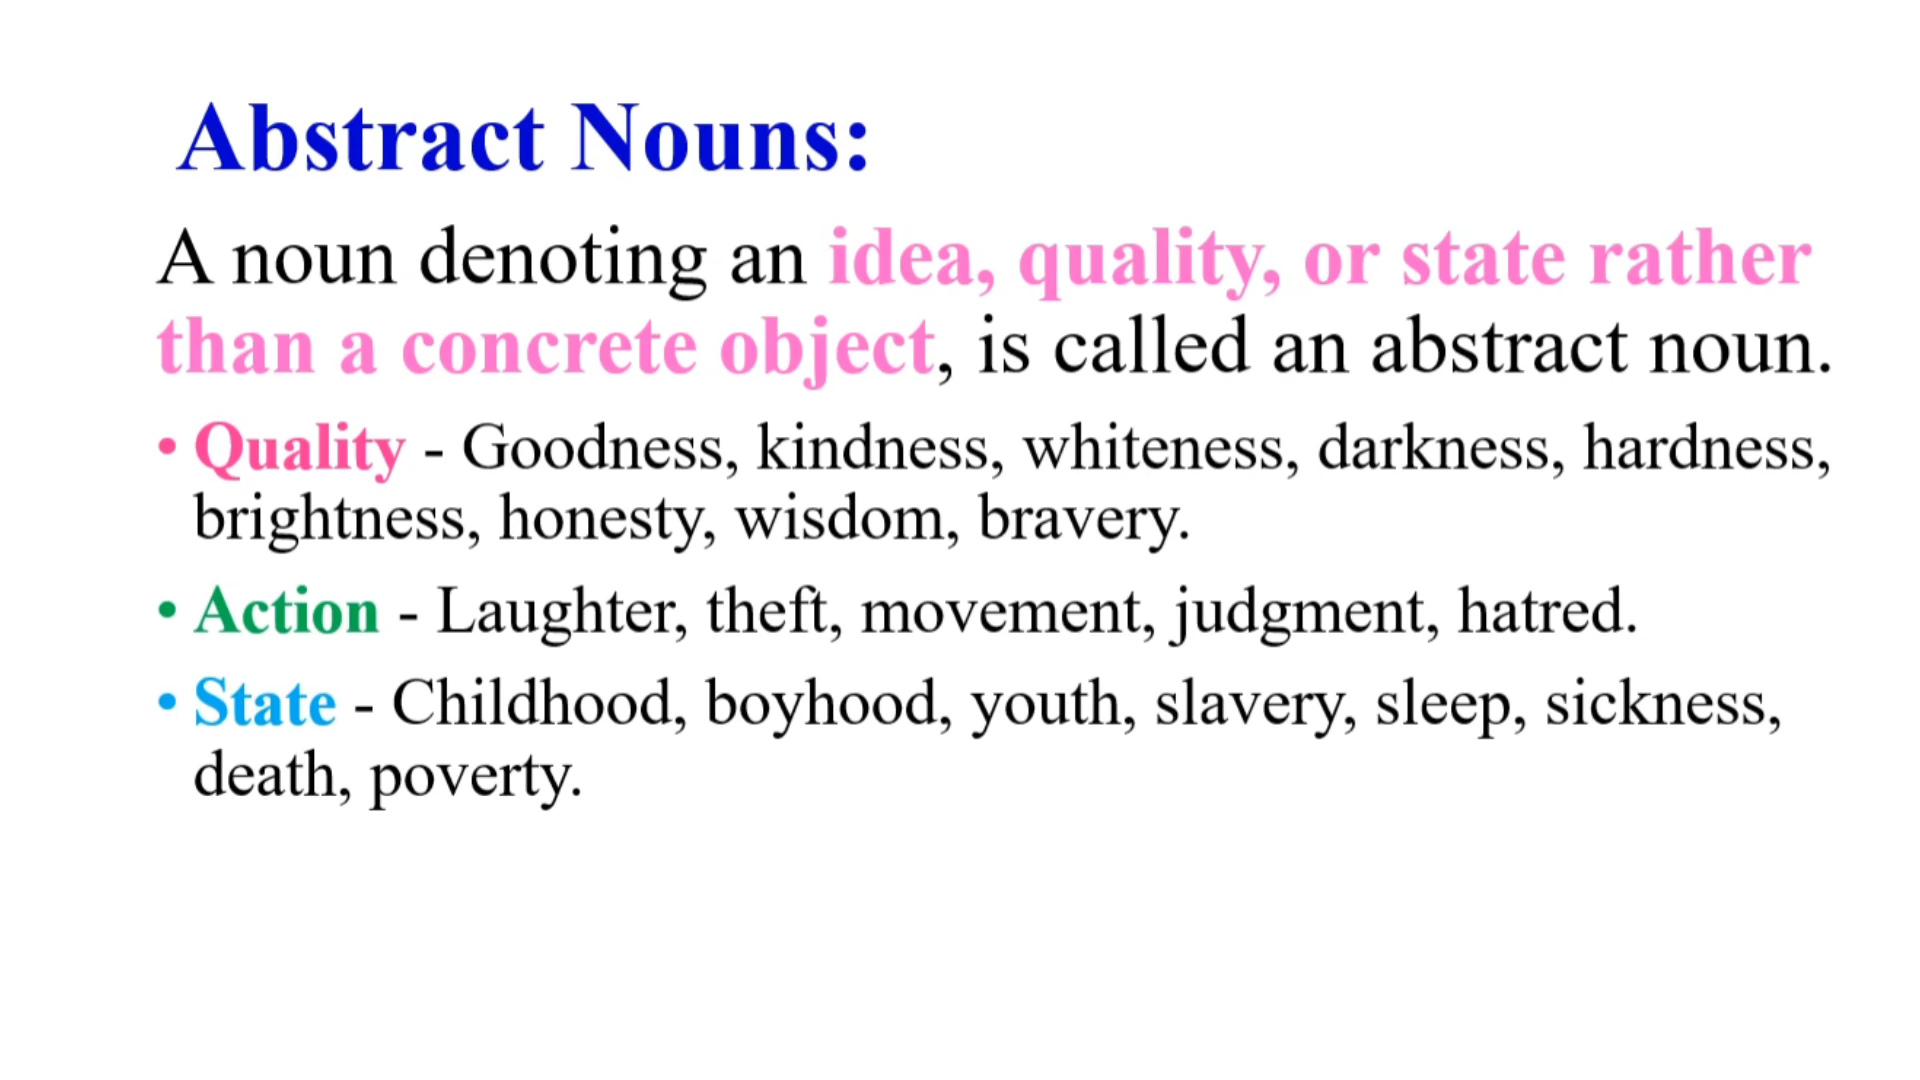 Abstract Nouns:
A noun denoting an idea, quality, or state rather
than a concrete object, is called an abstract noun.
• Quality - Goodness, kindness, whiteness, darkness, hardness,
brightness, honesty, wisdom, bravery.
• Action - Laughter, theft, movement, judgment, hatred.
• State - Childhood, boyhood, youth, slavery, sleep, sickness,
death, poverty.